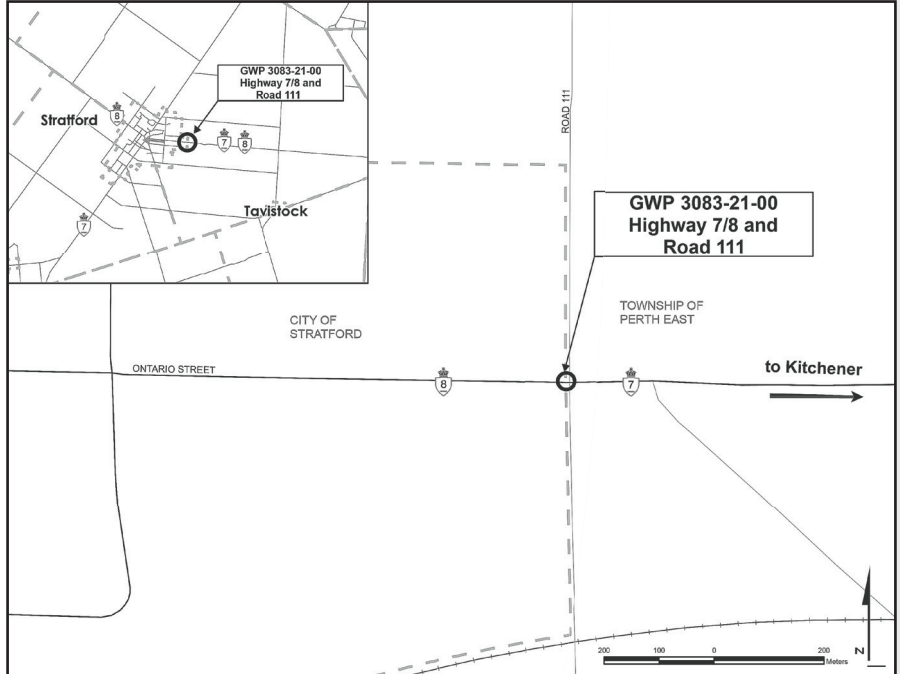 GWP 3083-21-00
Highway 7/8 and
Road 111
Stratford
8
7
8
Tavistock
7
ROAD 111
GWP 3083-21-00
Highway 7/8 and
Road 111
CITY OF
STRATFORD
TOWNSHIP OF
PERTH EAST
ONTARIO STREET
8
7
to Kitchener
200 100 0 200
Meters
N